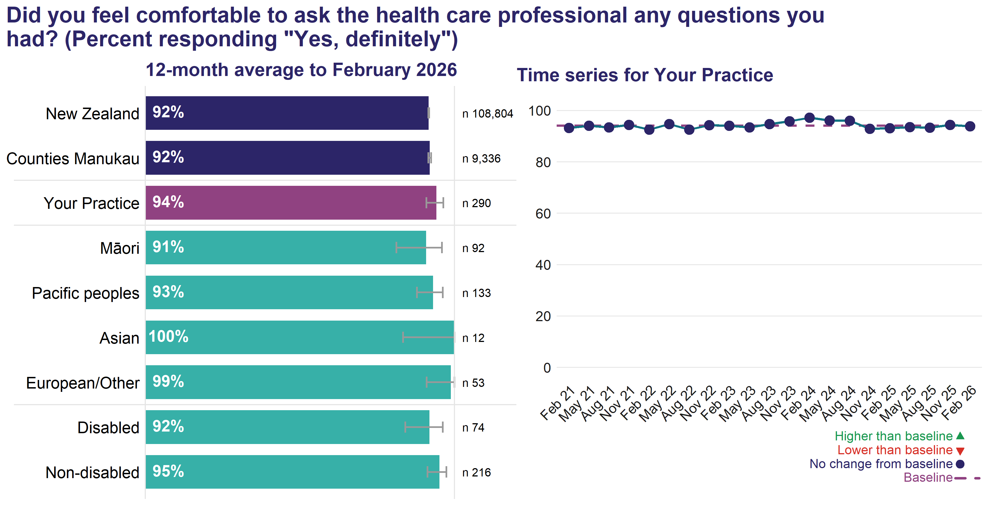 Did you feel comfortable to ask the health care professional any questions you
had? (Percent responding "Yes, definitely")
12-month average to February 2026
New Zealand 92% n 108,804
Counties Manukau 92% n 9,336
Your Practice 94% n 290
Māori 91% n 92
Pacific peoples 93% n 133
Asian 100% n 12
European/Other 99% n 53
Disabled 92% n 74
Non-disabled 95% n 216
Time series for Your Practice
100
80
60
40
20
0
Feb 21 May 21 Aug 21 Nov 21 Feb 22 May 22 Aug 22 Nov 22 Feb 23 May 23 Aug 23 Nov 23 Feb 24 May 24 Aug 24 Nov 24 Feb 25 May 25 Aug 25 Nov 25 Feb 26
Higher than baseline
Lower than baseline
No change from baseline
Baseline